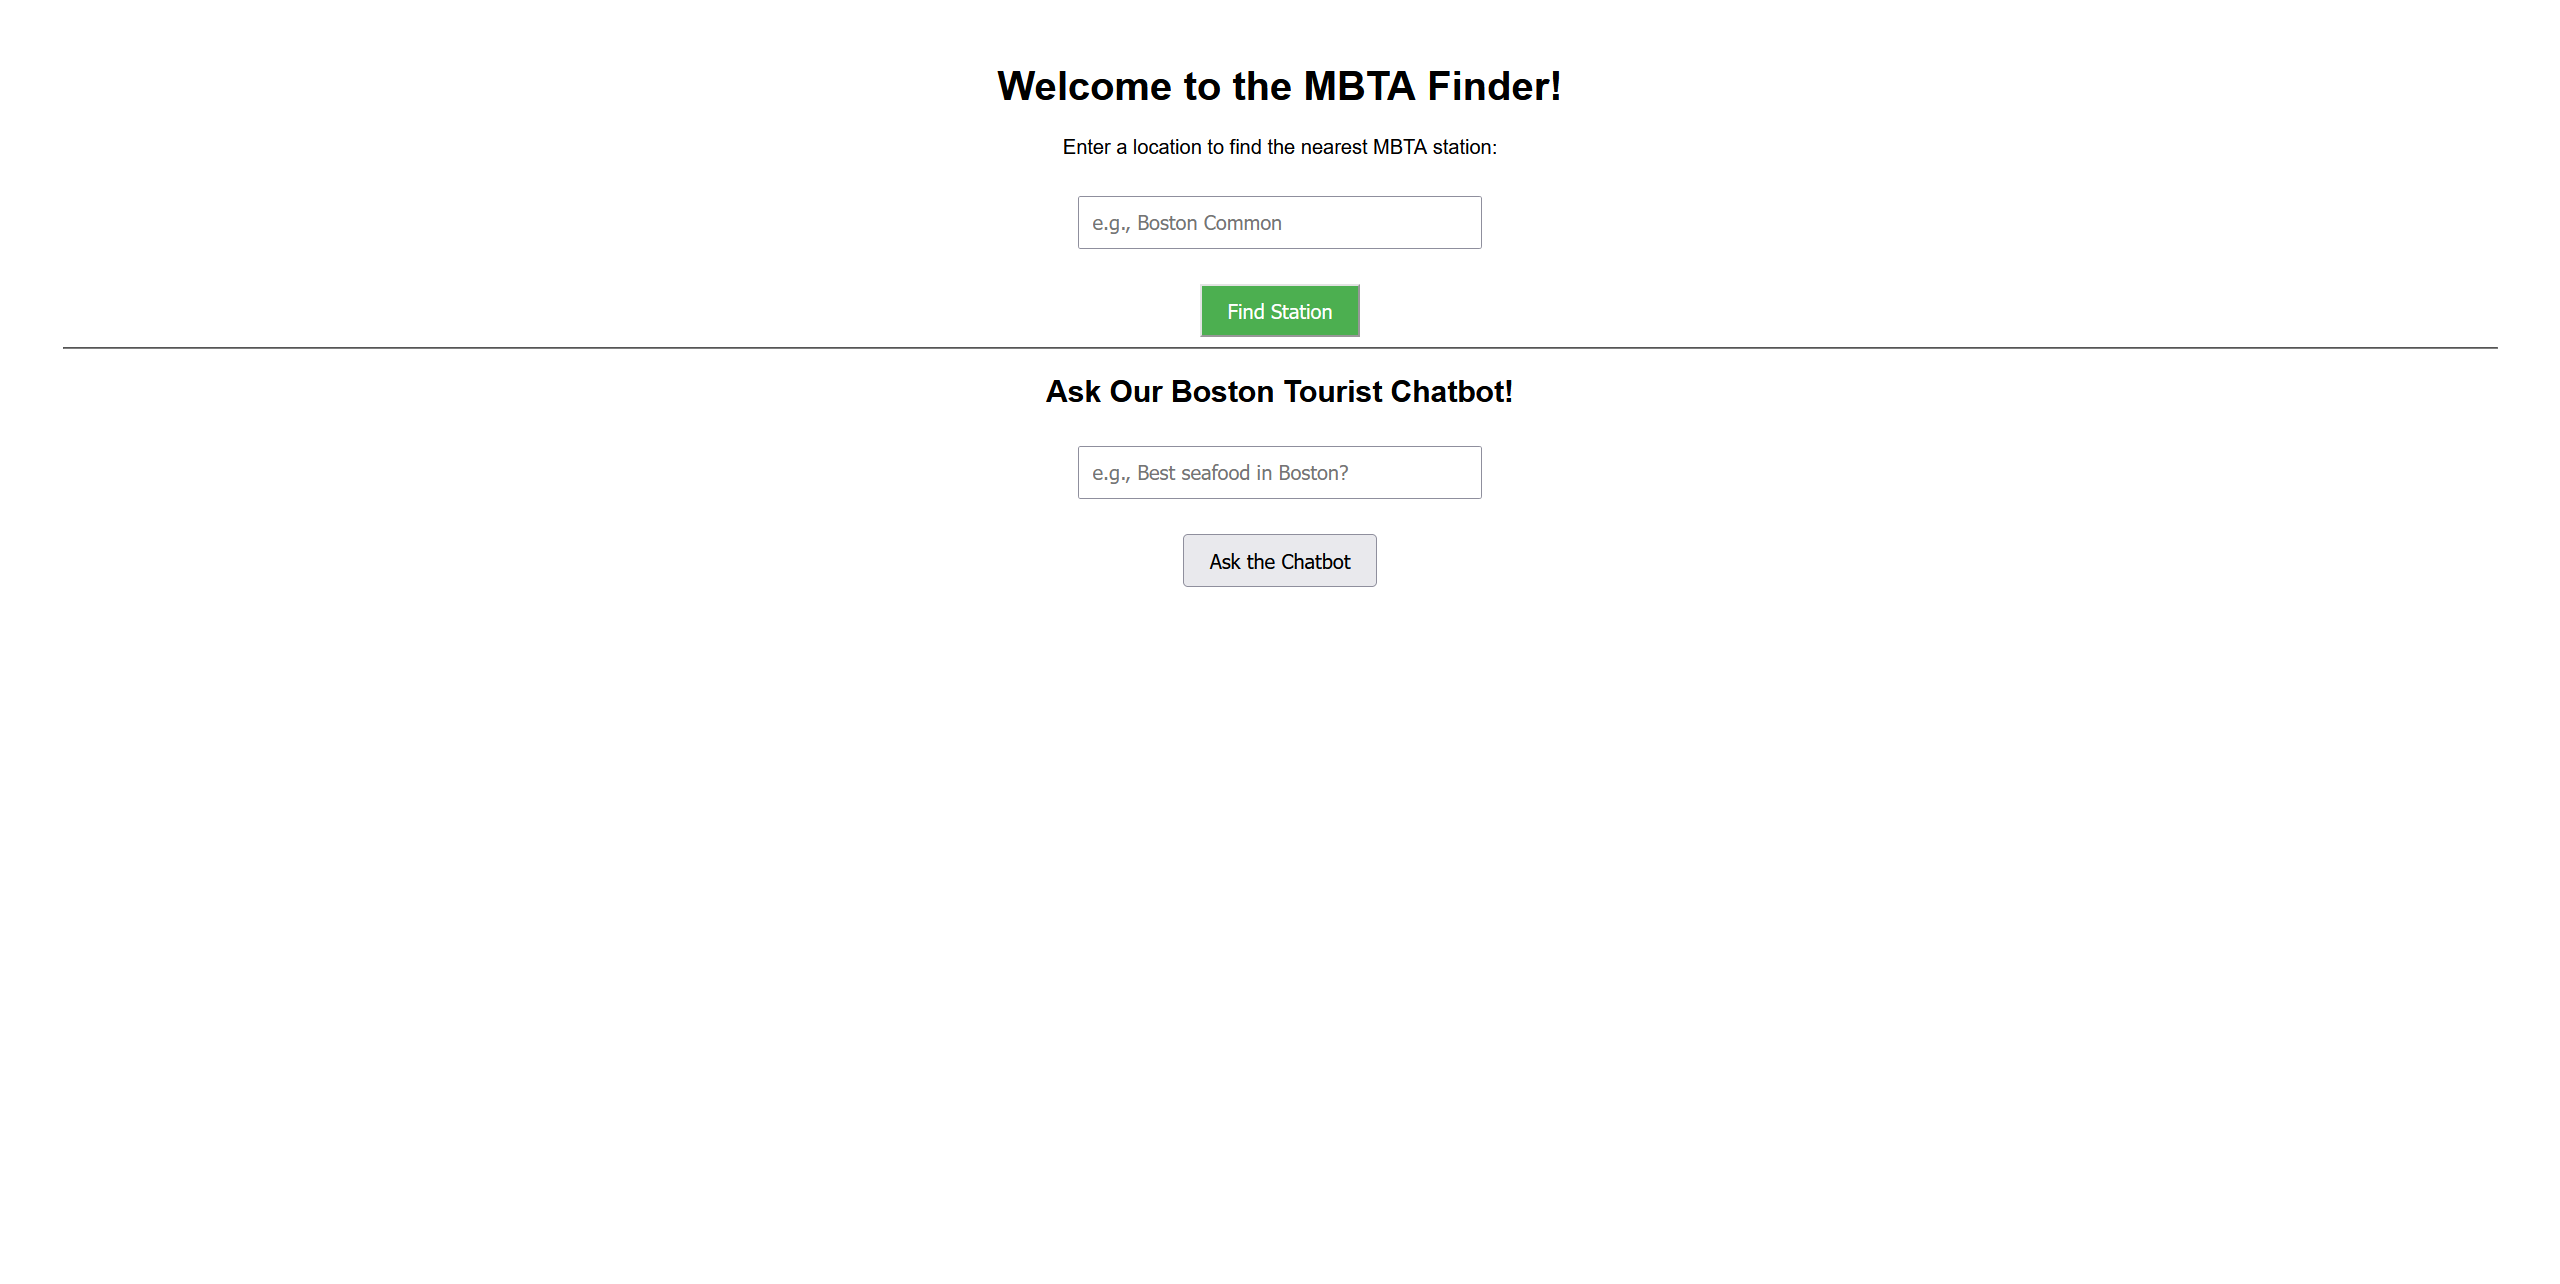 Welcome to the MBTA Finder!
Enter a location to find the nearest MBTA station:
e.g., Boston Common
Find Station
Ask Our Boston Tourist Chatbot!
e.g., Best seafood in Boston?
Ask the Chatbot